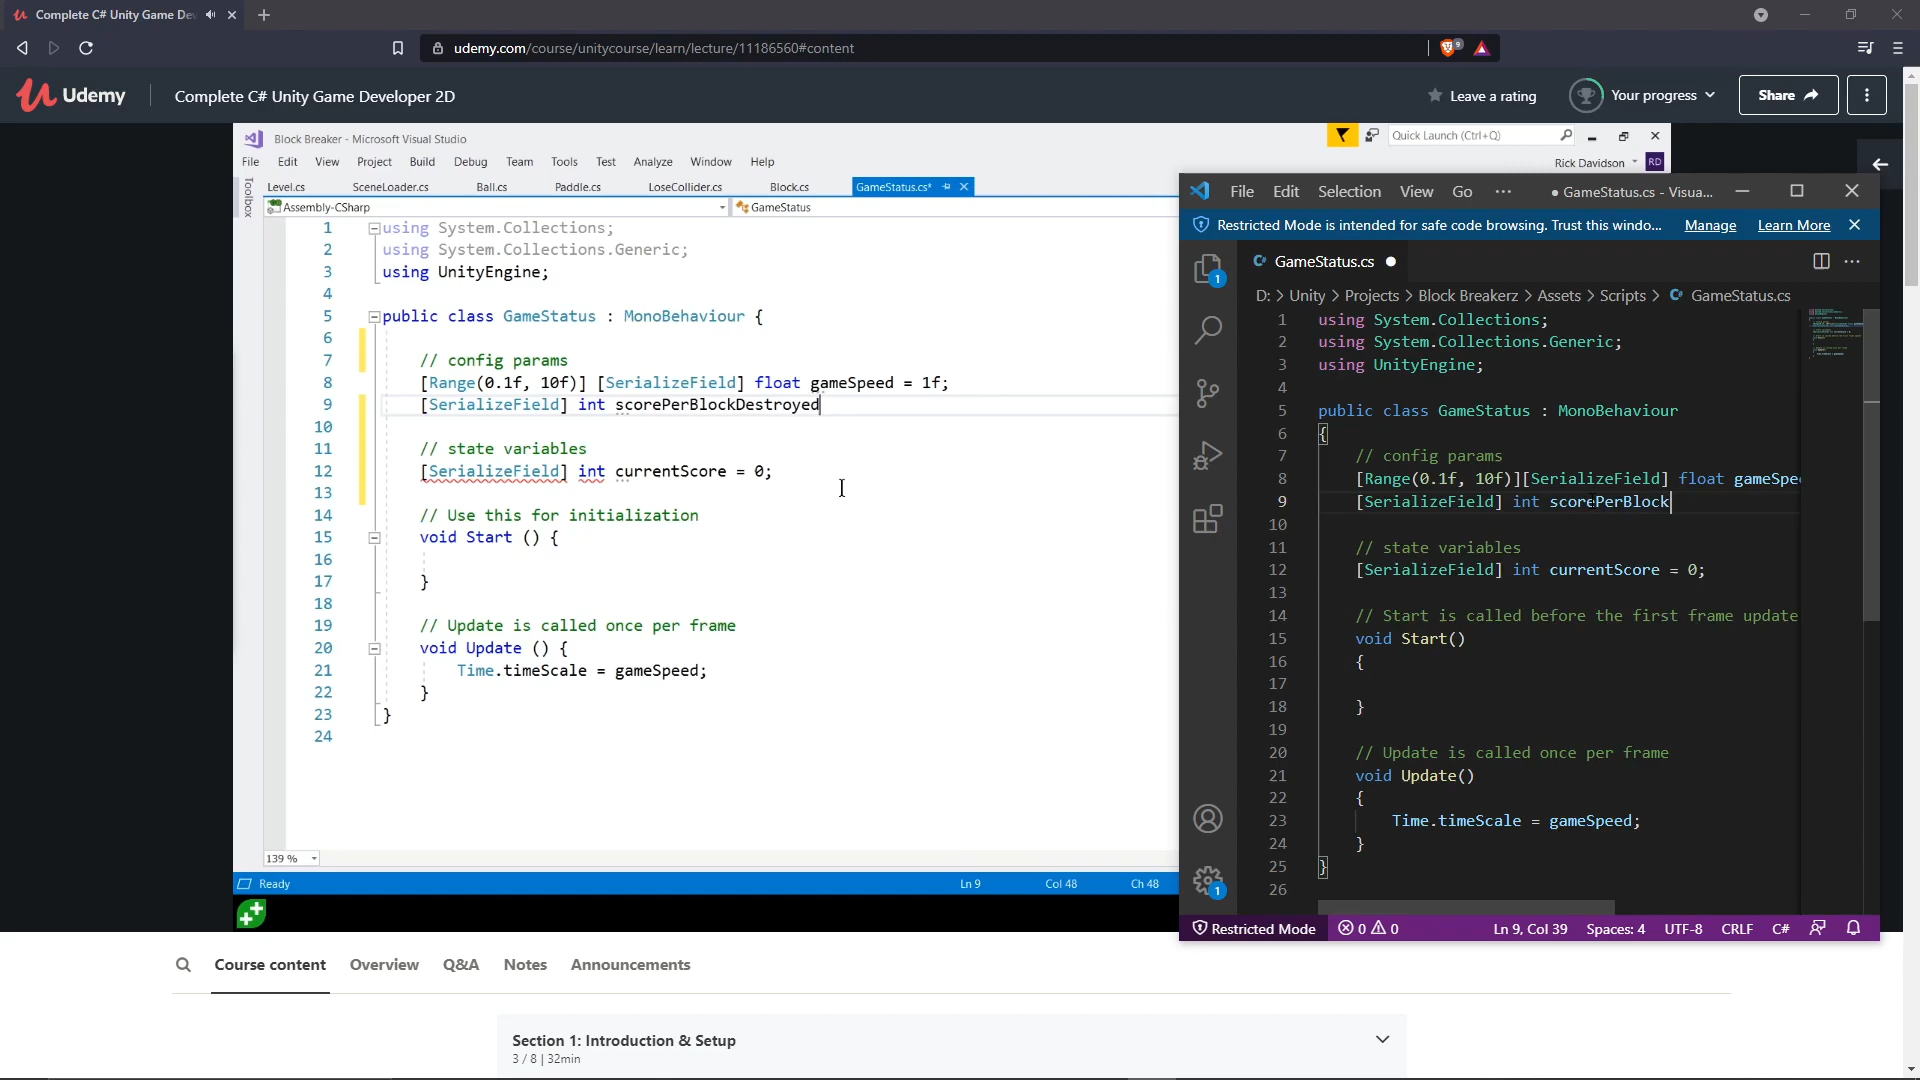 Complete C# Unity Game De
udemy.com/course/unitycourse/learn/lecture/11186560#content
9
Udemy
Complete C# Unity Game Developer 2D
Leave a rating
Your progress
Share
Block Breaker - Microsoft Visual Studio
Quick Launch (Ctrl+Q)
File Edit View Project Build Debug Team Tools Test Analyze Window Help
Rick Davidson RD
Toolbox
Level.cs SceneLoader.cs Ball.cs Paddle.cs LoseCollider.cs Block.cs GameStatus.cs*
Assembly-CSharp GameStatus
1 using System.Collections;
2 using System.Collections.Generic;
3 using UnityEngine;
4
5 public class GameStatus : MonoBehaviour {
6
7 // config params
8 [Range(0.1f, 10f)] [SerializeField] float gameSpeed = 1f;
9 [SerializeField] int scorePerBlockDestroyed
10
11 // state variables
12 [SerializeField] int currentScore = 0;
13
14 // Use this for initialization
15 void Start () {
16
17 }
18
19 // Update is called once per frame
20 void Update () {
21 Time.timeScale = gameSpeed;
22 }
23 }
24
139 %
Ready Ln 9 Col 48 Ch 48
File Edit Selection View Go ··· ● GameStatus.cs - Visua...
Restricted Mode is intended for safe code browsing. Trust this windo... Manage Learn More
1
GameStatus.cs
D: > Unity > Projects > Block Breakerz > Assets > Scripts > GameStatus.cs
1 using System.Collections;
2 using System.Collections.Generic;
3 using UnityEngine;
4
5 public class GameStatus : MonoBehaviour
6 {
7 // config params
8 [Range(0.1f, 10f)][SerializeField] float gameSpe
9 [SerializeField] int scorePerBlock
10
11 // state variables
12 [SerializeField] int currentScore = 0;
13
14 // Start is called before the first frame update
15 void Start()
16 {
17
18 }
19
20 // Update is called once per frame
21 void Update()
22 {
23 Time.timeScale = gameSpeed;
24 }
25 }
26
1
Restricted Mode 0 0 Ln 9, Col 39 Spaces: 4 UTF-8 CRLF C#
Course content Overview Q&A Notes Announcements
Section 1: Introduction & Setup
3 / 8 | 32min